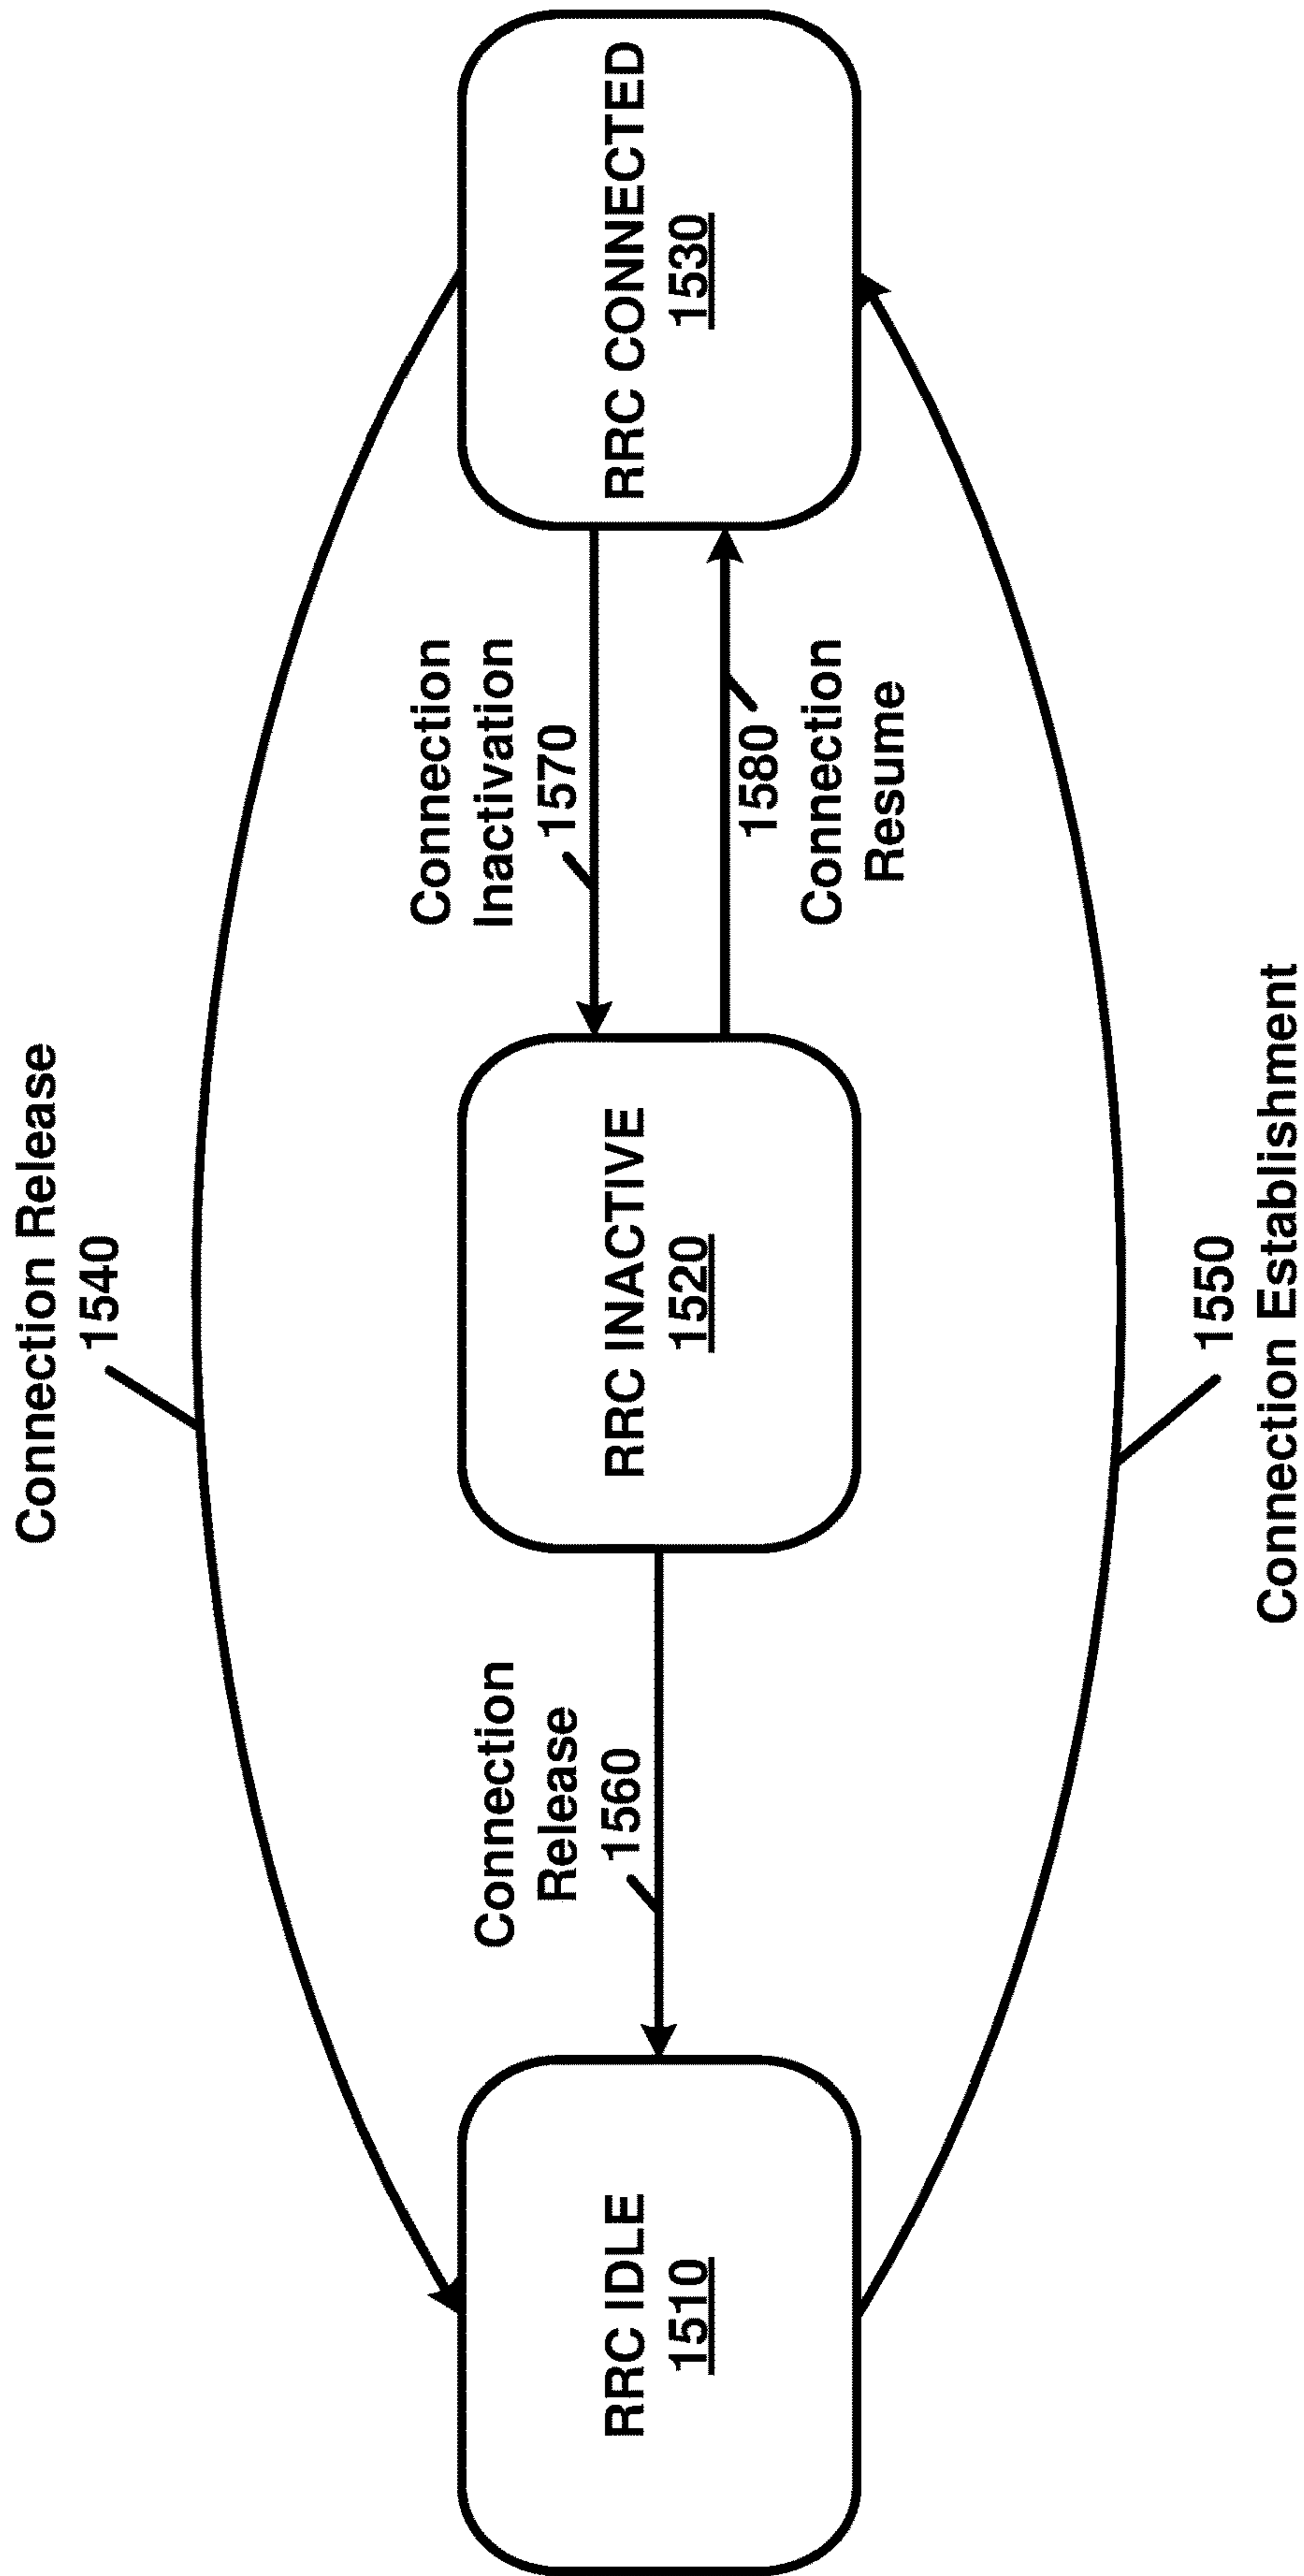 Connection Release
1540
RRC IDLE
1510
Connection
Release
1560
RRC INACTIVE
1520
Connection
Inactivation
1570
1580
Connection
Resume
RRC CONNECTED
1530
1550
Connection Establishment